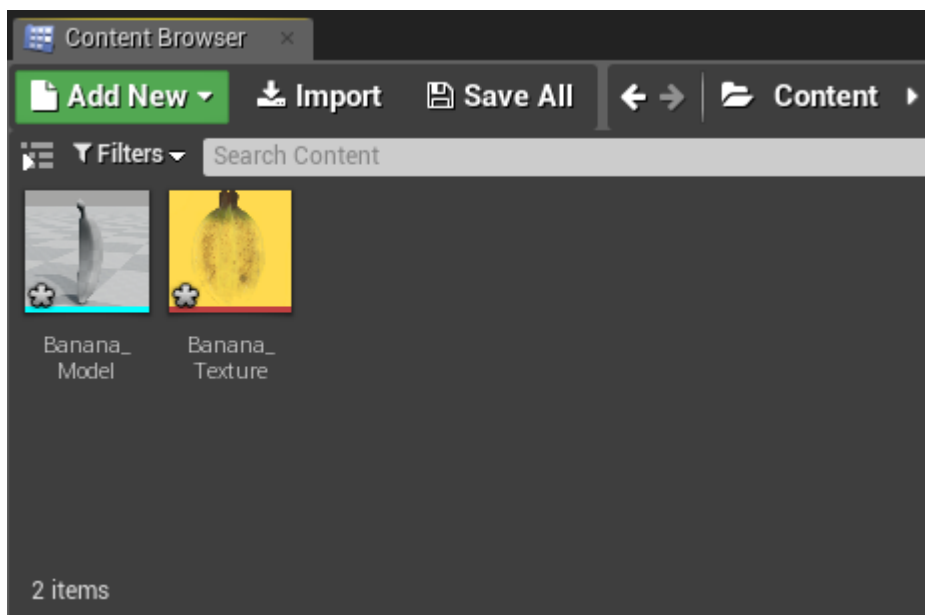 Content Browser
Add New Import Save All Content
Filters Search Content
Banana_
Model
Banana_
Texture
2 items